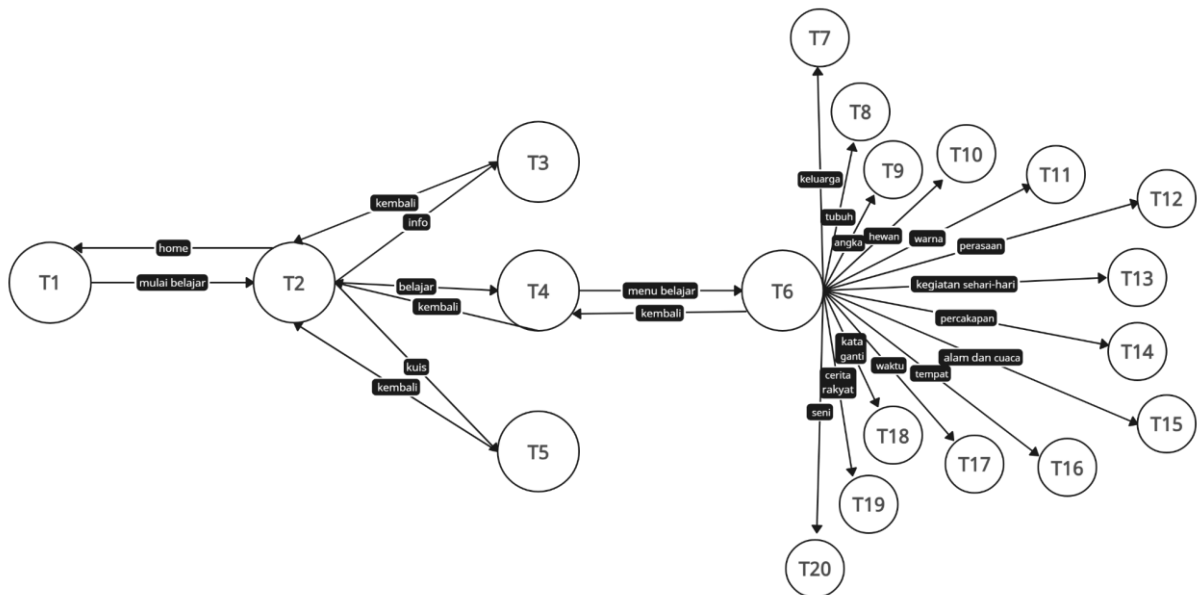 T7
T8
T9
T10
T11
T12
T3
keluarga
kembali
info
tubuh
angka
hewan
warna
perasaan
home
T1
mulai belajar
T2
belajar
kembali
T4
menu belajar
kembali
T6
kegiatan sehari-hari
T13
percakapan
T14
kata
ganti
alam dan cuaca
waktu
tempat
kuis
kembali
cerita
rakyat
seni
T15
T5
T18
T17
T16
T19
T20